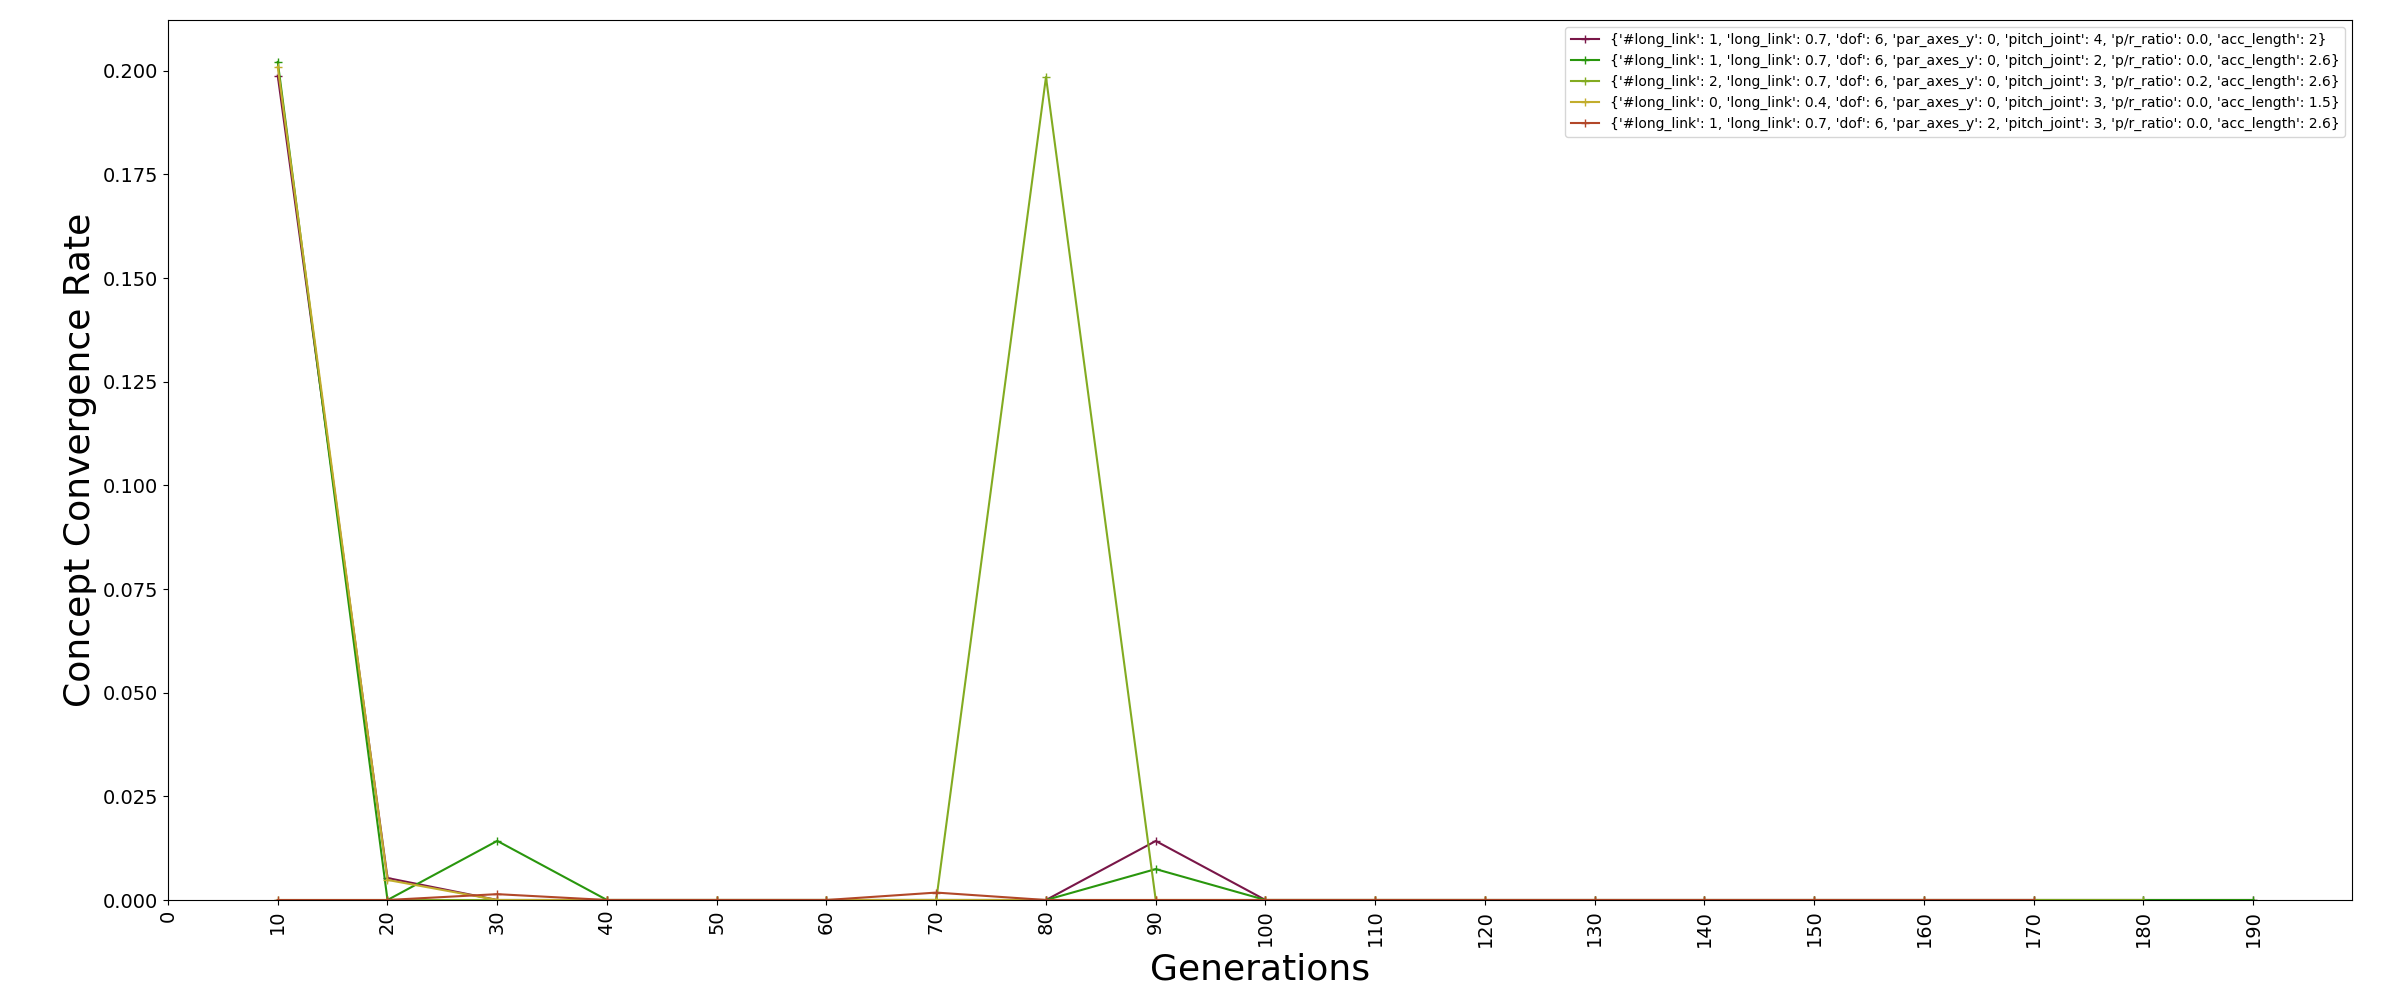 {'#long_link': 1, 'long_link': 0.7, 'dof': 6, 'par_axes_y': 0, 'pitch_joint': 4, 'p/r_ratio': 0.0, 'acc_length': 2}
{'#long_link': 1, 'long_link': 0.7, 'dof': 6, 'par_axes_y': 0, 'pitch_joint': 2, 'p/r_ratio': 0.0, 'acc_length': 2.6}
{'#long_link': 2, 'long_link': 0.7, 'dof': 6, 'par_axes_y': 0, 'pitch_joint': 3, 'p/r_ratio': 0.2, 'acc_length': 2.6}
{'#long_link': 0, 'long_link': 0.4, 'dof': 6, 'par_axes_y': 0, 'pitch_joint': 3, 'p/r_ratio': 0.0, 'acc_length': 1.5}
{'#long_link': 1, 'long_link': 0.7, 'dof': 6, 'par_axes_y': 2, 'pitch_joint': 3, 'p/r_ratio': 0.0, 'acc_length': 2.6}
Concept Convergence Rate
0.200
0.175
0.150
0.125
0.100
0.075
0.050
0.025
0.000
0 10 20 30 40 50 60 70 80 90 100 110 120 130 140 150 160 170 180 190
Generations